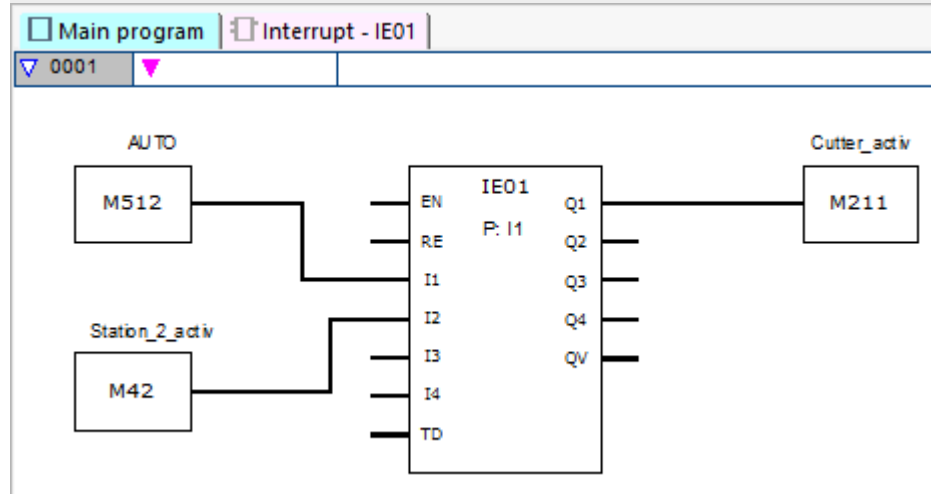 Main program
Interrupt - IE01
0001
AUTO
M512
Station_2_activ
M42
IE01
P: I1
EN
RE
I1
I2
I3
I4
TD
Q1
Q2
Q3
Q4
QV
Cutter_activ
M211